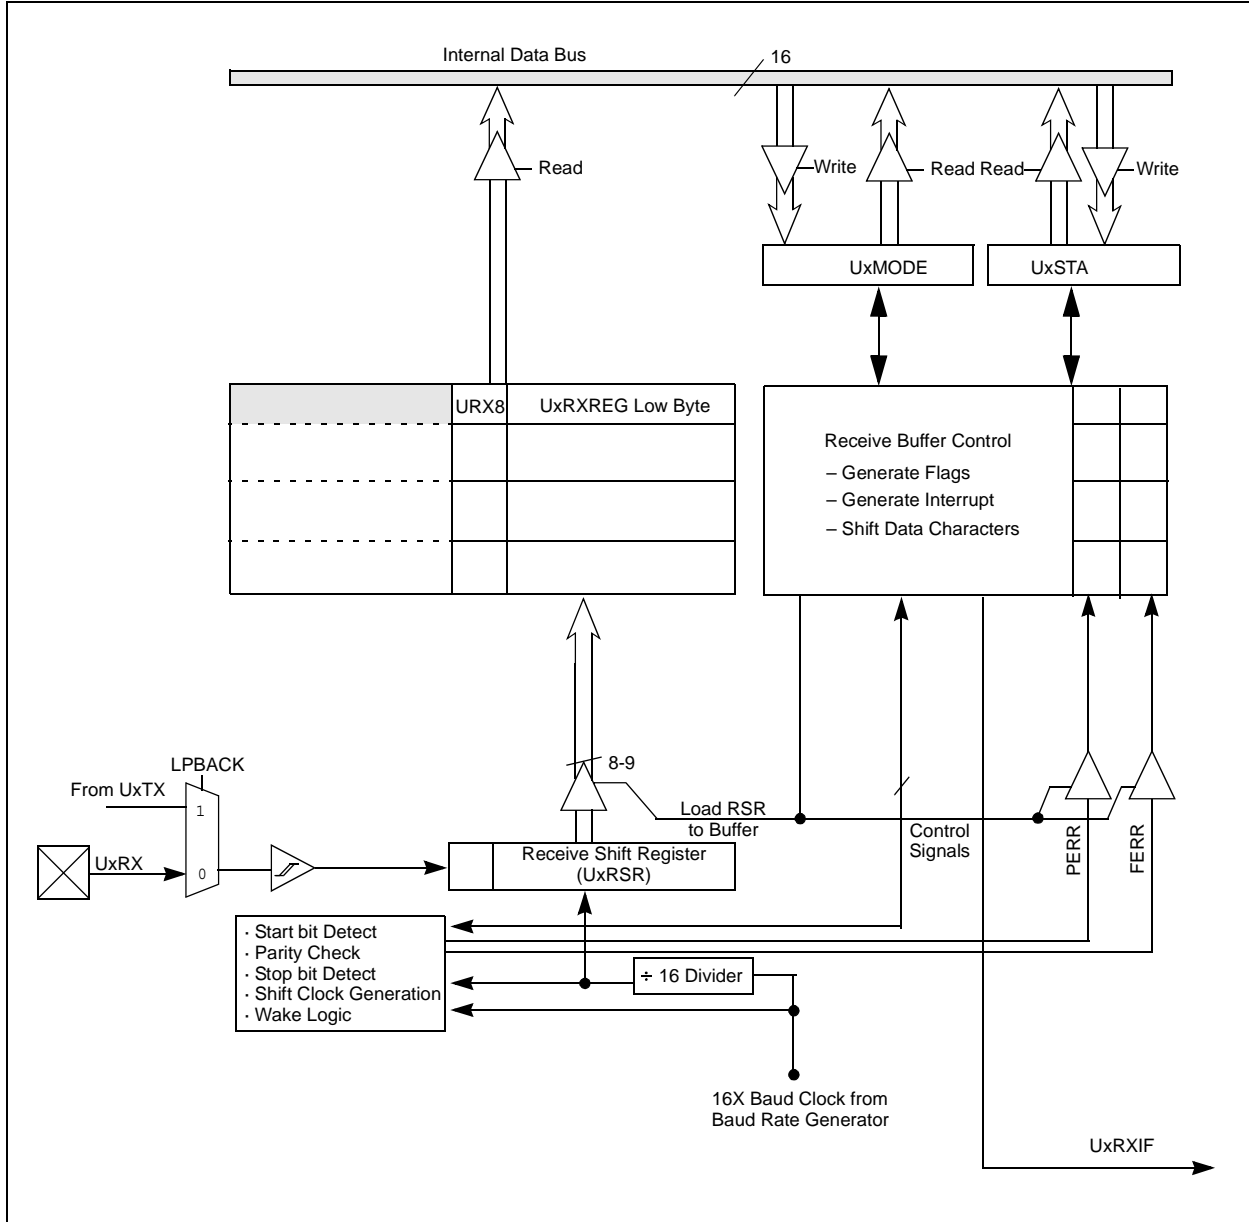 Internal Data Bus
16
Read
Write
Read Read
Write
UxMODE
UxSTA
URX8
UxRXREG Low Byte
Receive Buffer Control
– Generate Flags
– Generate Interrupt
– Shift Data Characters
8-9
LPBACK
From UxTX
1
Load RSR
to Buffer
Control
Signals
PERR
FERR
UxRX
0
Receive Shift Register
(UxRSR)
· Start bit Detect
· Parity Check
· Stop bit Detect
· Shift Clock Generation
· Wake Logic
÷ 16 Divider
16X Baud Clock from
Baud Rate Generator
UxRXIF